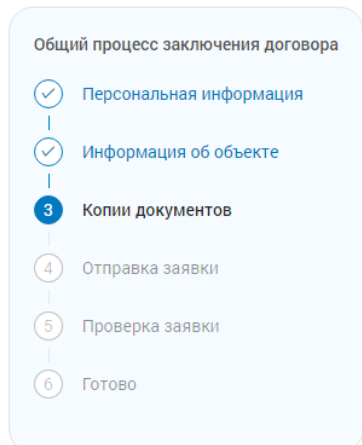 Общий процесс заключения договора
Персональная информация
Информация об объекте
3 Копии документов
4 Отправка заявки
5 Проверка заявки
6 Готово